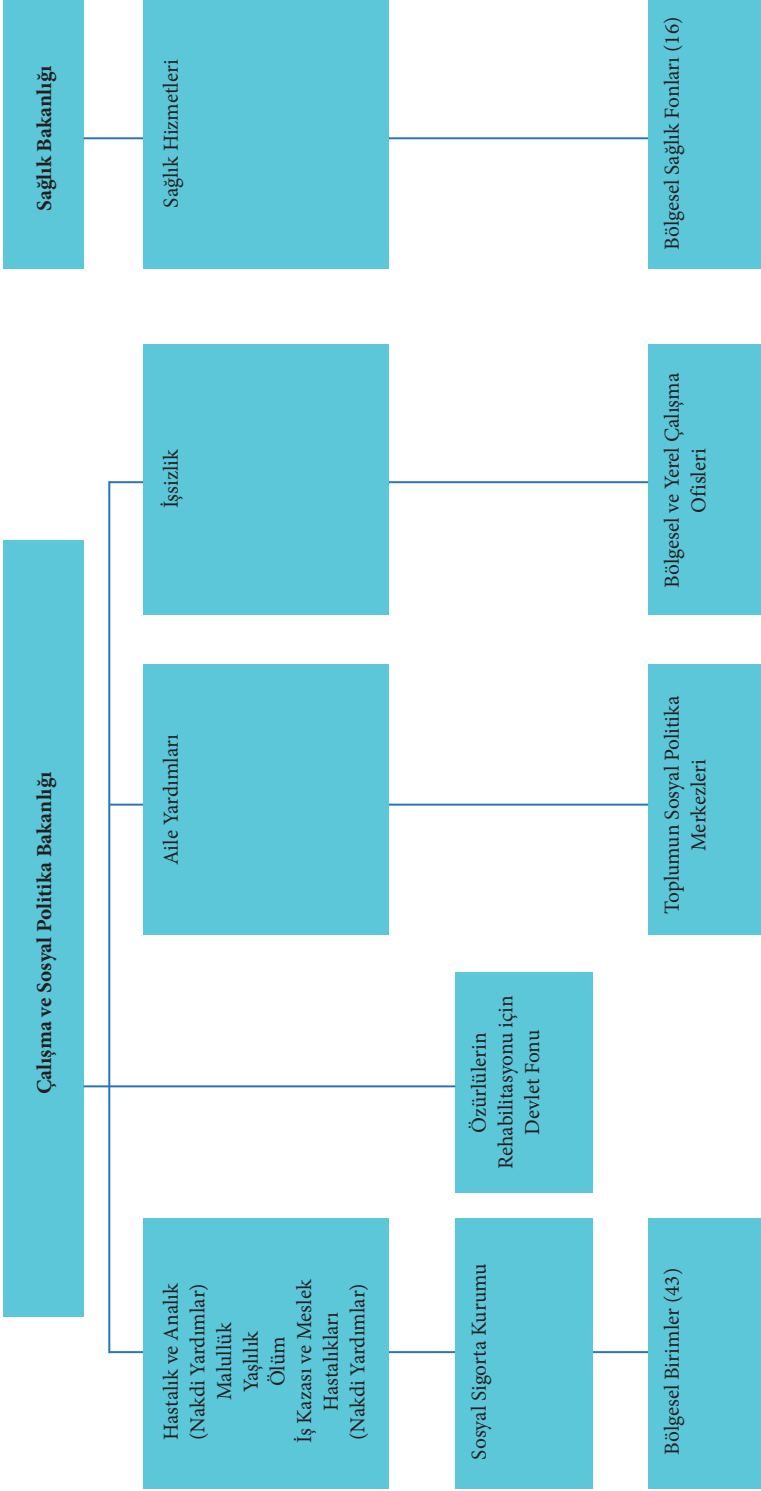 Çalışma ve Sosyal Politika Bakanlığı
Sağlık Bakanlığı
Hastalık ve Analık
(Nakdi Yardımlar)
Malullük
Yaşlılık
Ölüm
İş Kazası ve Meslek
Hastalıkları
(Nakdi Yardımlar)
Aile Yardımları
İşsizlik
Sağlık Hizmetleri
Sosyal Sigorta Kurumu
Özürlülerin
Rehabilitasyonu için
Devlet Fonu
Bölgesel Birimler (43)
Toplumun Sosyal Politika
Merkezleri
Bölgesel ve Yerel Çalışma
Ofisleri
Bölgesel Sağlık Fonları (16)